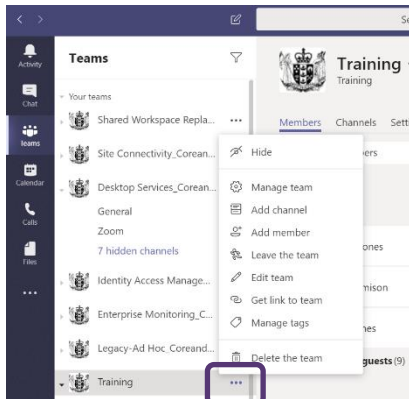 Se
Activity
Chat
Teams
Calendar
Calls
Files
Teams
Your teams
Shared Workspace Repla...
Site Connectivity_Corean...
Desktop Services_Corean...
General
Zoom
7 hidden channels
Identity Access Manage...
Enterprise Monitoring_C...
Legacy-Ad Hoc_Coreand...
Training
Hide
Manage team
Add channel
Add member
Leave the team
Edit team
Get link to team
Manage tags
Delete the team
Training
Training
Members Channels Setti
bers
ones
mison
nes
guests (9)